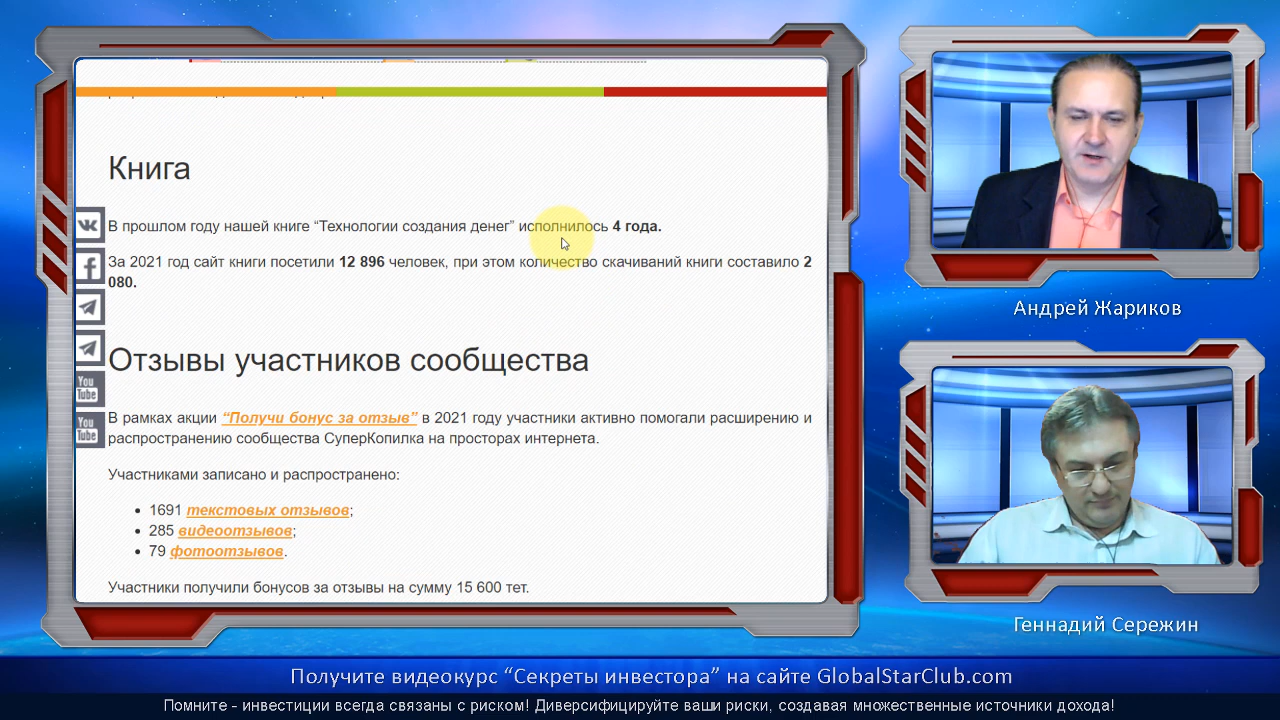 Книга
В прошлом году нашей книге “Технологии создания денег” исполнилось 4 года.
За 2021 год сайт книги посетили 12 896 человек, при этом количество скачиваний книги составило 2
080.
Отзывы участников сообщества
В рамках акции “Получи бонус за отзыв” в 2021 году участники активно помогали расширению и
распространению сообщества СуперКопилка на просторах интернета.
Участниками записано и распространено:
• 1691 текстовых отзывов;
• 285 видеоотзывов;
• 79 фотоотзывов.
Участники получили бонусов за отзывы на сумму 15 600 тет.
You
Tube
You
Tube
Андрей Жариков
Геннадий Сережин
Получите видеокурс “Секреты инвестора” на сайте GlobalStarClub.com
Помните - инвестиции всегда связаны с риском! Диверсифицируйте ваши риски, создавая множественные источники дохода!